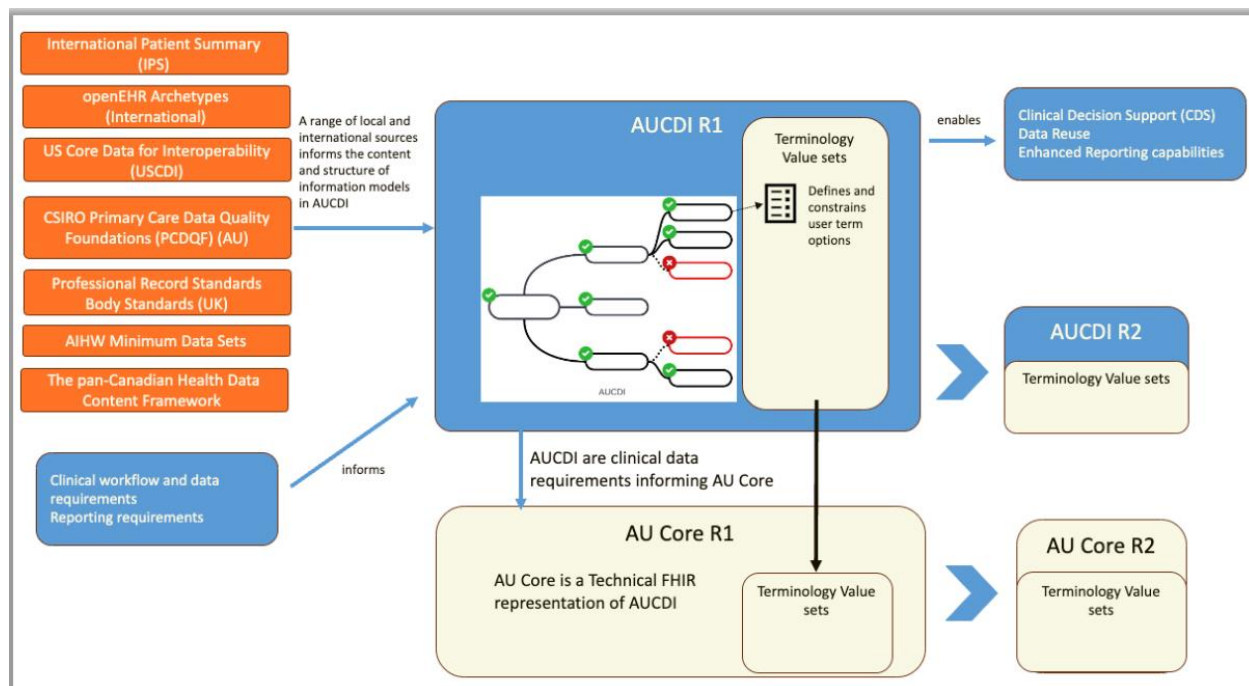 International Patient Summary
(IPS)
openEHR Archetypes
(International)
US Core Data for Interoperability
(USCDI)
CSIRO Primary Care Data Quality
Foundations (PCDQF) (AU)
Professional Record Standards
Body Standards (UK)
AIHW Minimum Data Sets
The pan-Canadian Health Data
Content Framework
A range of local and
international sources
informs the content
and structure of
information models
in AUCDI
Clinical workflow and data
requirements
Reporting requirements
informs
AUCDI R1
Terminology
Value sets
Defines and
constrains
user term
options
AUCDI
enables
Clinical Decision Support (CDS)
Data Reuse
Enhanced Reporting capabilities
AUCDI R2
Terminology Value sets
AUCDI are clinical data
requirements informing AU Core
AU Core R1
AU Core is a Technical FHIR
representation of AUCDI
Terminology Value
sets
AU Core R2
Terminology Value
sets